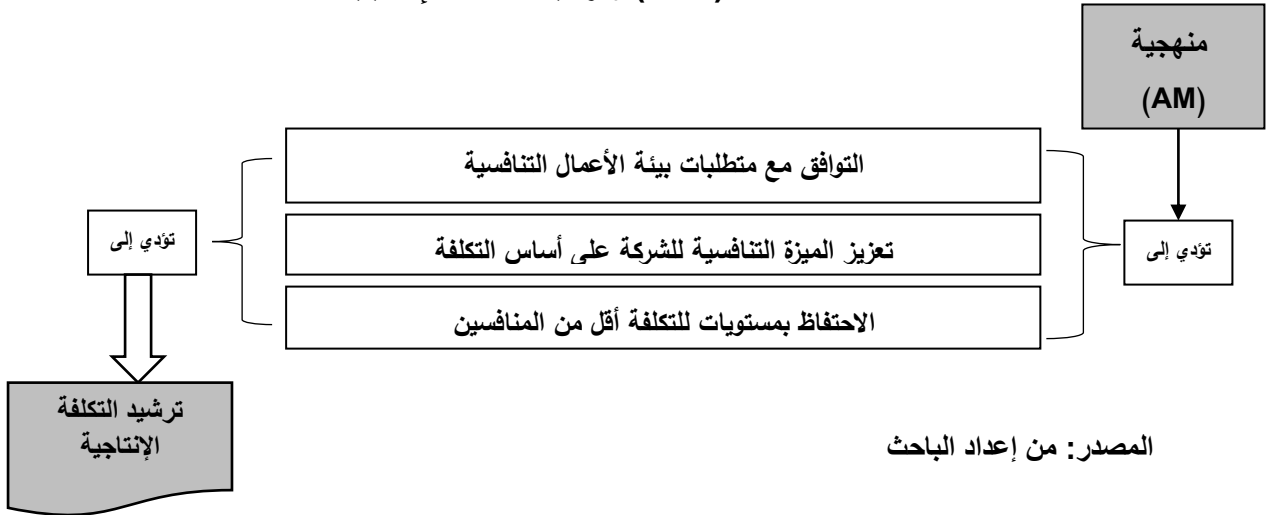 منهجية
(AM)
التوافق مع متطلبات بيئة الأعمال التنافسية
تؤدي إلى
تعزيز الميزة التنافسية للشركة على أساس التكلفة
تؤدي إلى
الاحتفاظ بمستويات للتكلفة أقل من المنافسين
ترشيد التكلفة
الإنتاجية
المصدر: من إعداد الباحث